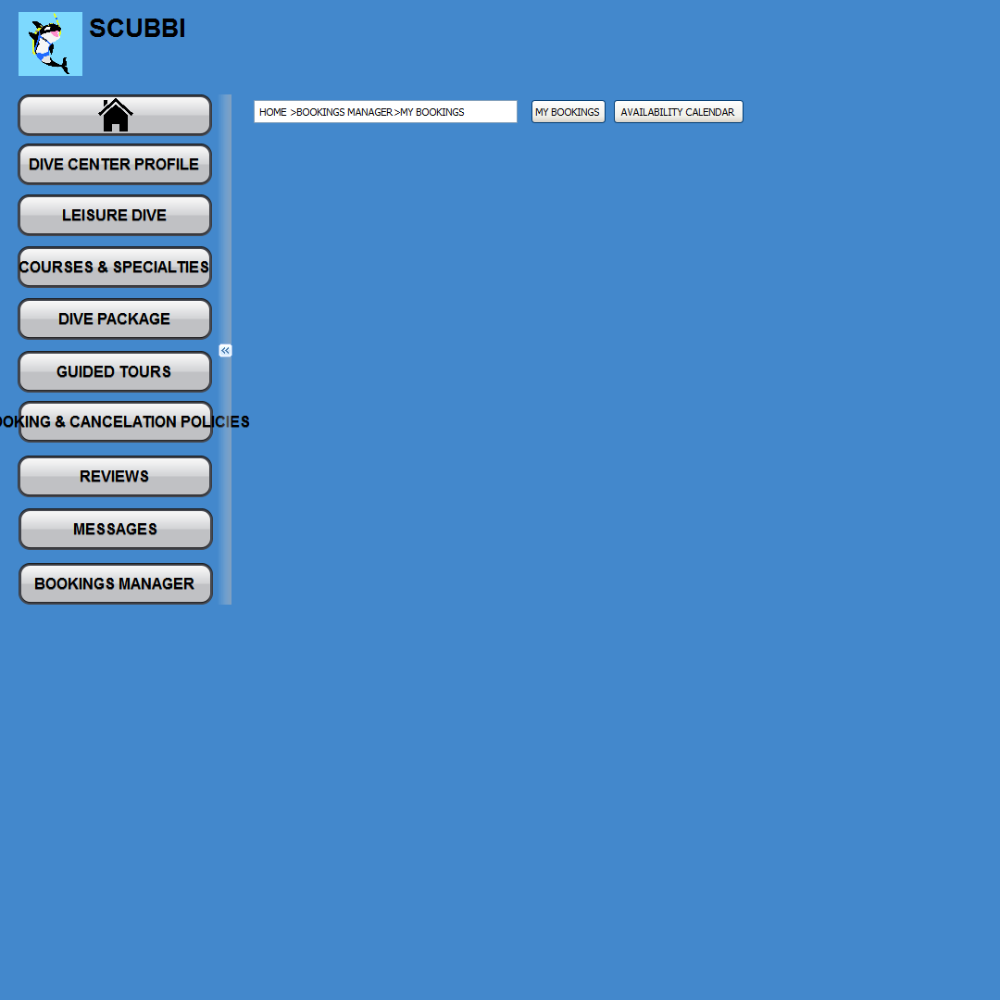 SCUBBI
HOME >BOOKINGS MANAGER>MY BOOKINGS
MY BOOKINGS
AVAILABILITY CALENDAR
DIVE CENTER PROFILE
LEISURE DIVE
COURSES & SPECIALTIES
DIVE PACKAGE
GUIDED TOURS
OOKING & CANCELATION POLICIES
REVIEWS
MESSAGES
BOOKINGS MANAGER